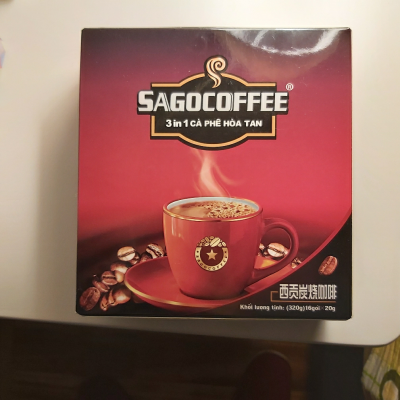 SAGOCOFFEE®
3 in 1 CÀ PHÊ HÒA TAN
西贡炭烧咖啡
Khối lượng tịnh: (320g)16gói x 20g